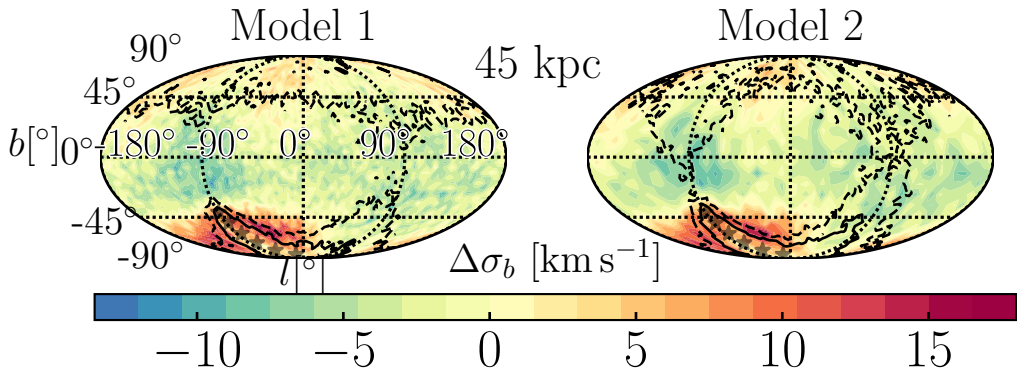 Model 1 Model 2
45 kpc
90°
45°
b[°] 0° -180° -90° 0° 90° 180°
-45°
-90°
l[°]
Δσ_b [km s⁻¹]
−10 −5 0 5 10 15